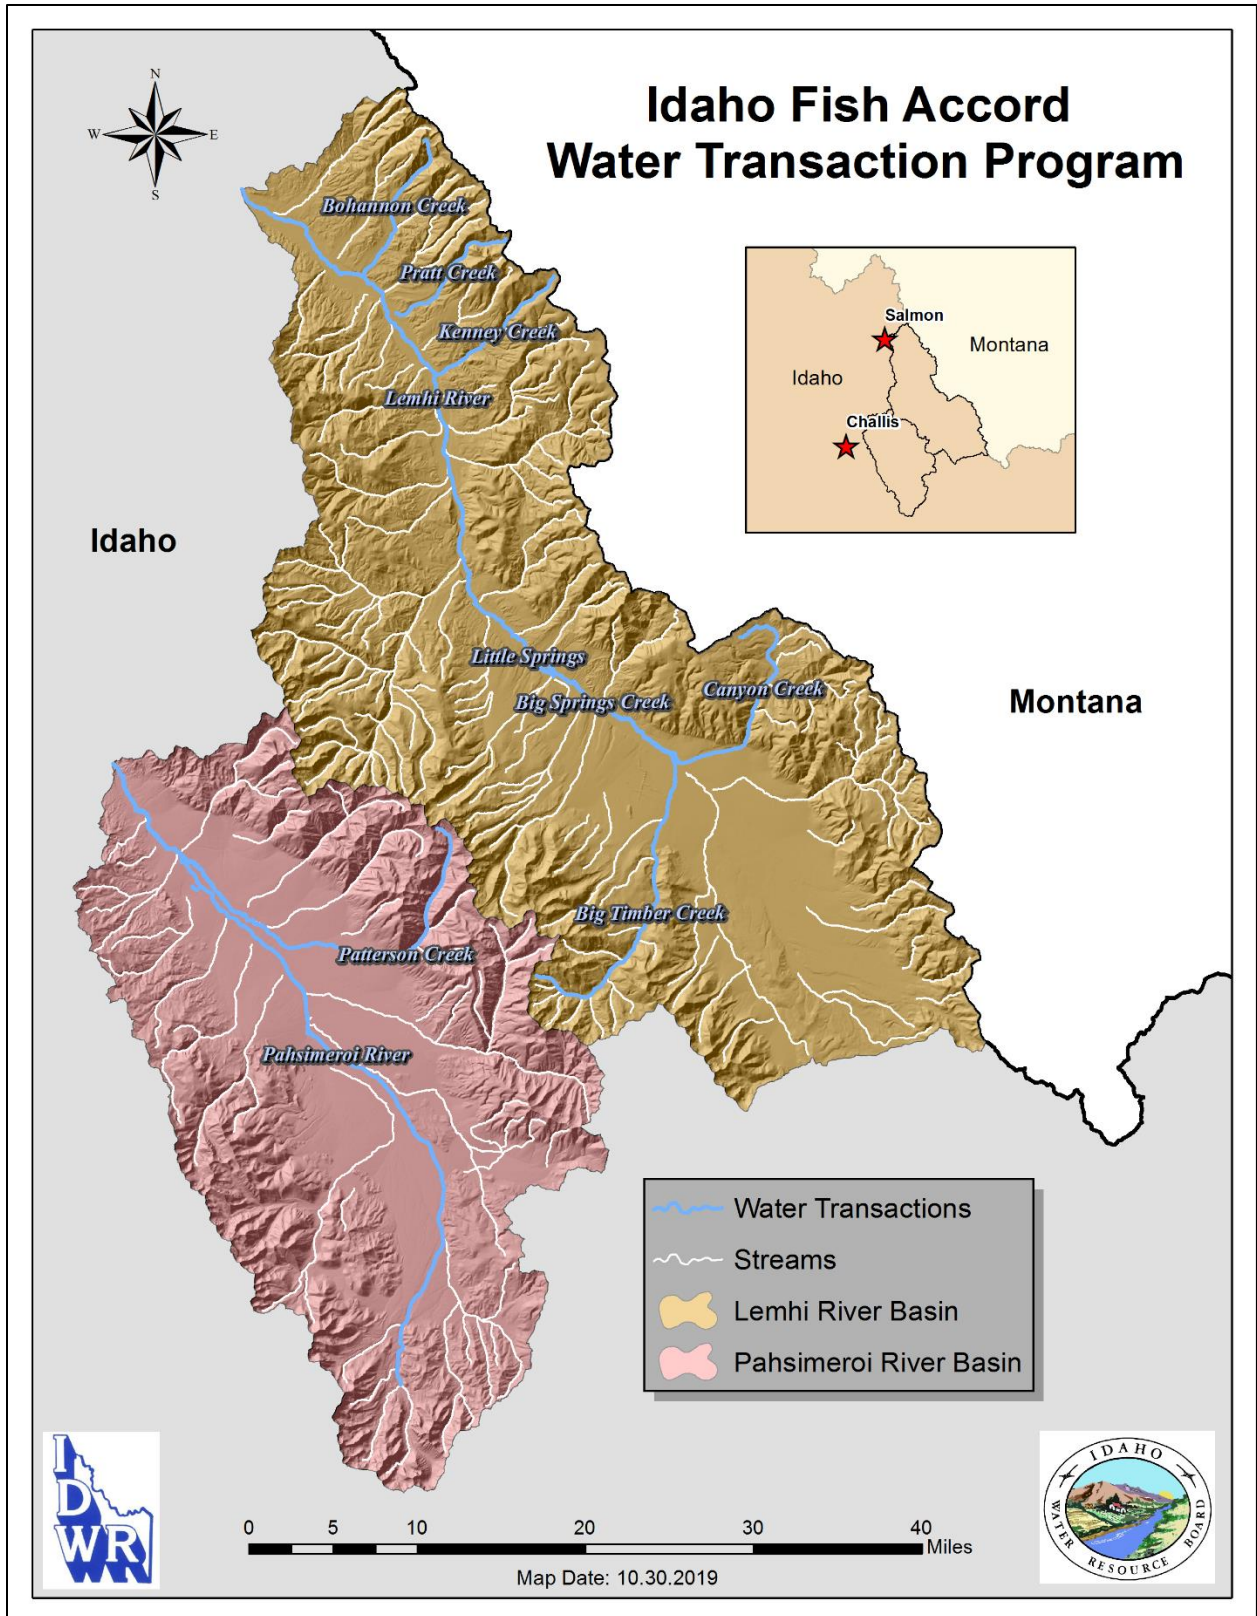 Idaho Fish Accord
Water Transaction Program
N
W
E
S
Bohannon Creek
Pratt Creek
Kenney Creek
Lemhi River
Salmon
Montana
Idaho
Challis
Idaho
Little Springs
Big Springs Creek
Canyon Creek
Montana
Big Timber Creek
Patterson Creek
Pahsimeroi River
Water Transactions
Streams
Lemhi River Basin
Pahsimeroi River Basin
IDWR
0 5 10 20 30 40
Miles
Map Date: 10.30.2019
IDAHO
WATER RESOURCE BOARD